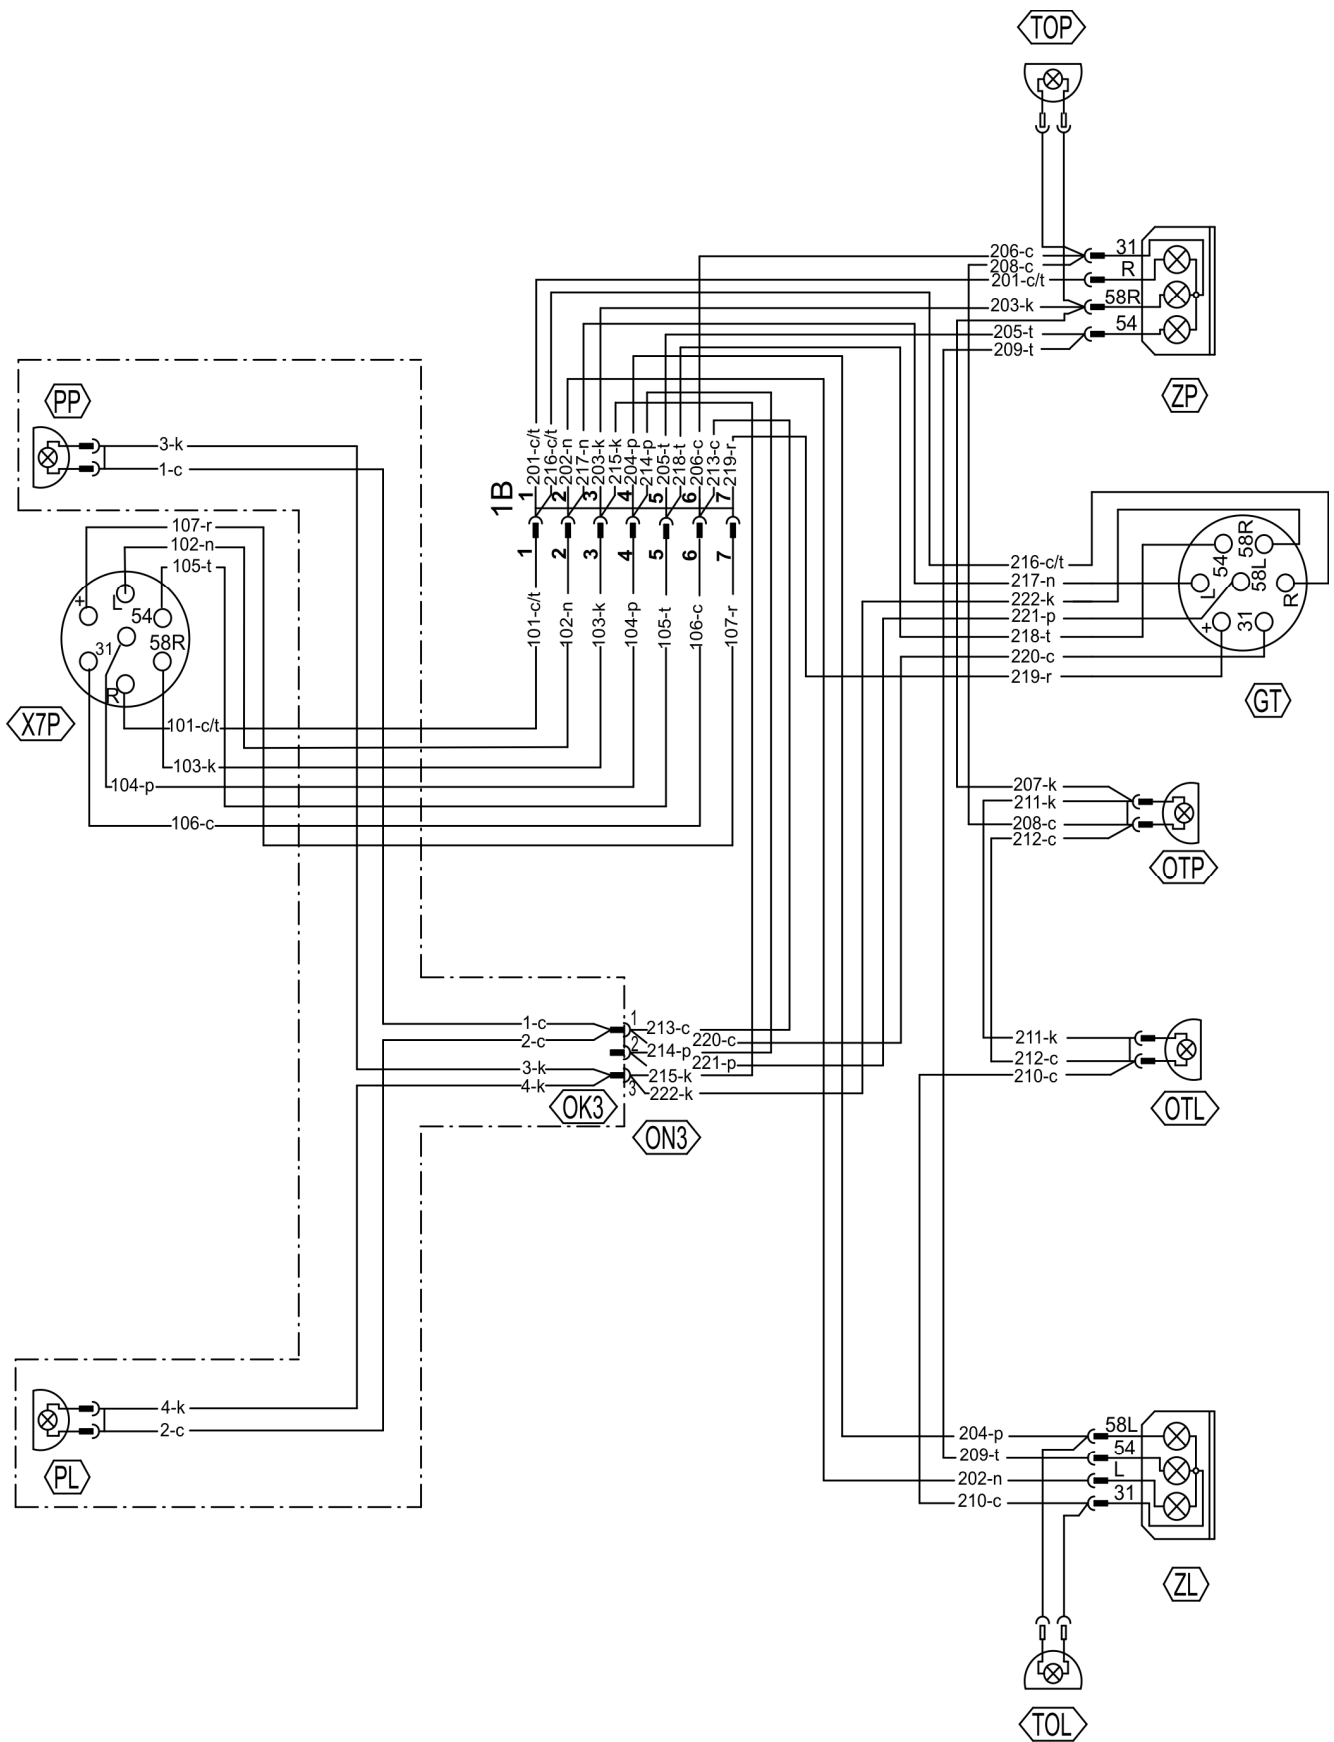 TOP
206-c
208-c
201-c/t
203-k
205-t
209-t
31
R
58R
54
ZP
PP
3-k
1-c
201-c/t
216-c/t
202-n
217-n
203-k
215-k
204-p
214-p
205-t
218-t
206-c
213-c
219-r
1B
1 2 3 4 5 6 7
1 2 3 4 5 6 7
101-c/t
102-n
103-k
104-p
105-t
106-c
107-r
107-r
102-n
105-t
+
L
54
31
58R
R
X7P
101-c/t
103-k
104-p
106-c
216-c/t
217-n
222-k
221-p
218-t
220-c
219-r
54
58R
L
58L
R
+
31
GT
207-k
211-k
208-c
212-c
OTP
1-c
2-c
3-k
4-k
OK3
1
213-c
220-c
2
214-p
221-p
215-k
3
222-k
ON3
211-k
212-c
210-c
OTL
4-k
2-c
PL
204-p
209-t
202-n
210-c
58L
54
L
31
ZL
TOL